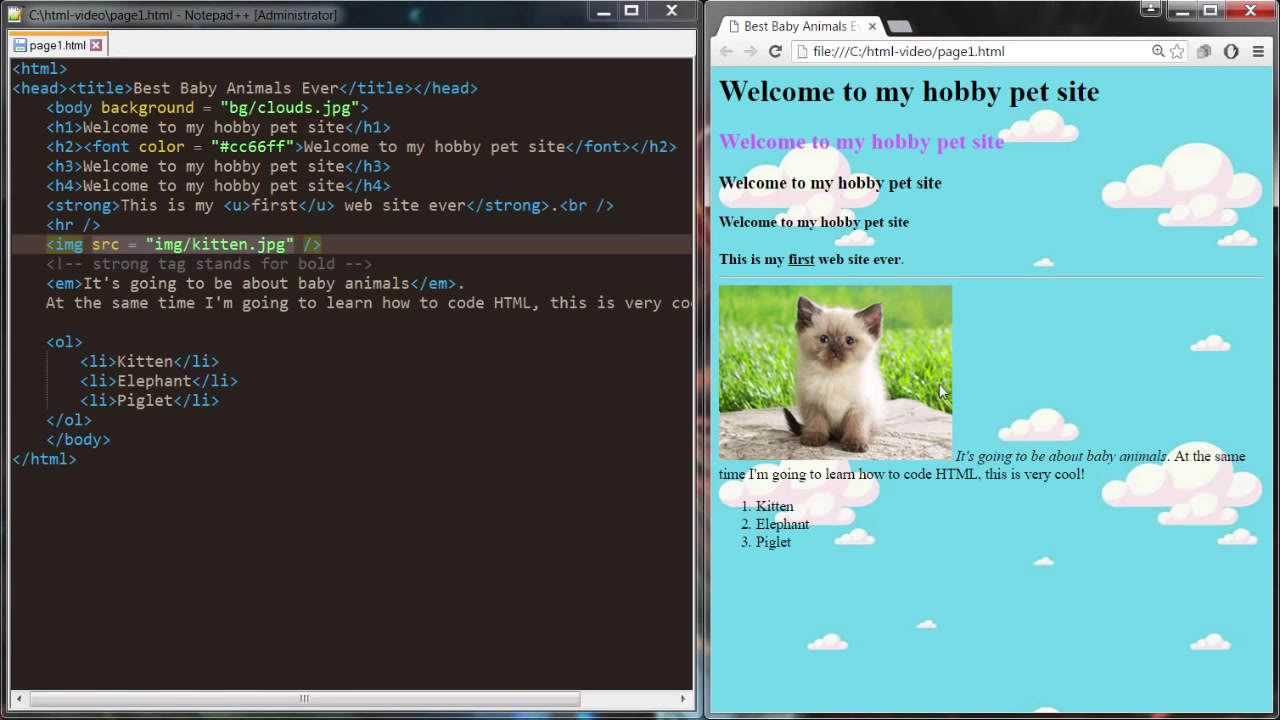 C:\html-video\page1.html - Notepad++ [Administrator]
page1.html
<html>
<head><title>Best Baby Animals Ever</title></head>
<body background = "bg/clouds.jpg">
<h1>Welcome to my hobby pet site</h1>
<h2><font color = "#cc66ff">Welcome to my hobby pet site</font></h2>
<h3>Welcome to my hobby pet site</h3>
<h4>Welcome to my hobby pet site</h4>
<strong>This is my <u>first</u> web site ever</strong>.<br />
<hr />
<img src = "img/kitten.jpg" />
<!-- strong tag stands for bold -->
<em>It's going to be about baby animals</em>.
At the same time I'm going to learn how to code HTML, this is very co
<ol>
<li>Kitten</li>
<li>Elephant</li>
<li>Piglet</li>
</ol>
</body>
</html>
Best Baby Animals E
file:///C:/html-video/page1.html
Welcome to my hobby pet site
Welcome to my hobby pet site
Welcome to my hobby pet site
Welcome to my hobby pet site
This is my first web site ever.
It's going to be about baby animals. At the same
time I'm going to learn how to code HTML, this is very cool!
1. Kitten
2. Elephant
3. Piglet